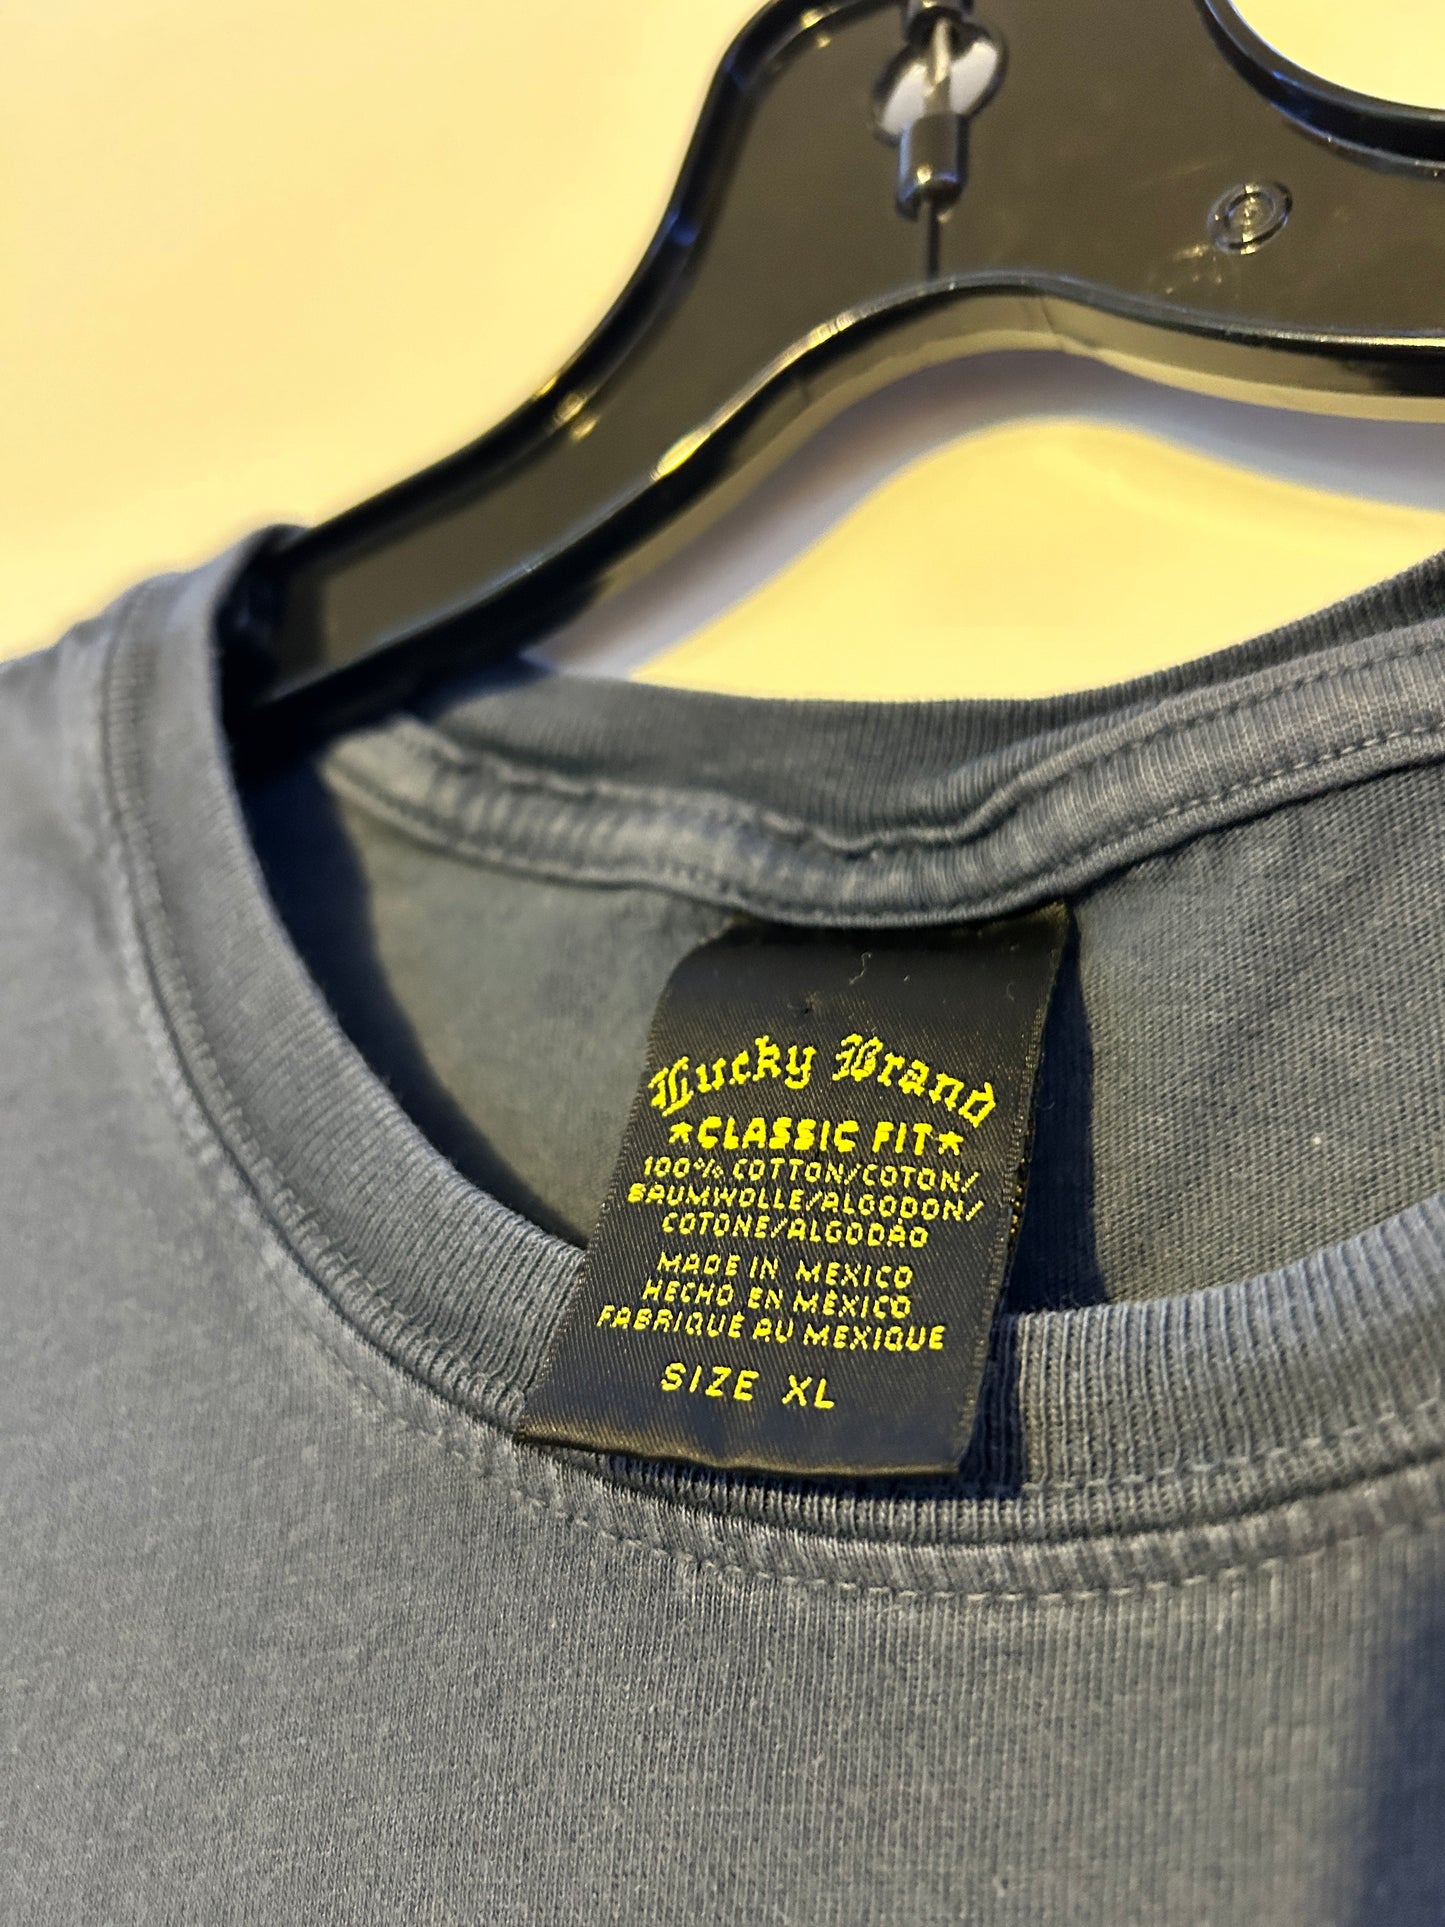 Lucky Brand
★CLASSIC FIT★
100% COTTON/COTON/
BAUMWOLLE/ALGODON/
COTONE/ALGODÃO
MADE IN MEXICO
HECHO EN MÉXICO
FABRIQUÉ AU MEXIQUE
SIZE XL